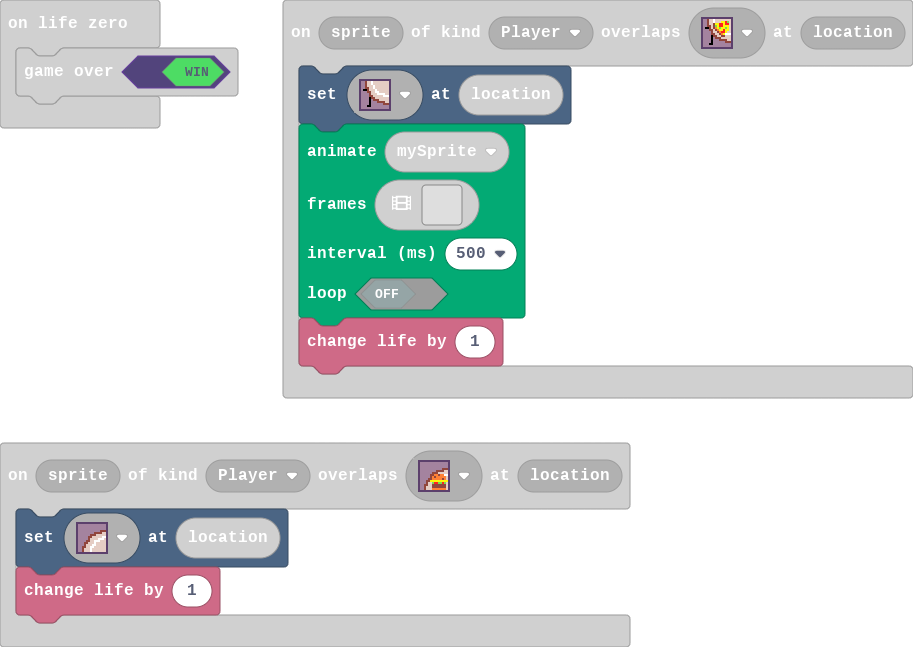 on life zero
game over WIN
on sprite of kind Player overlaps at location
set at location
animate mySprite
frames
interval (ms) 500
loop OFF
change life by 1
on sprite of kind Player overlaps at location
set at location
change life by 1